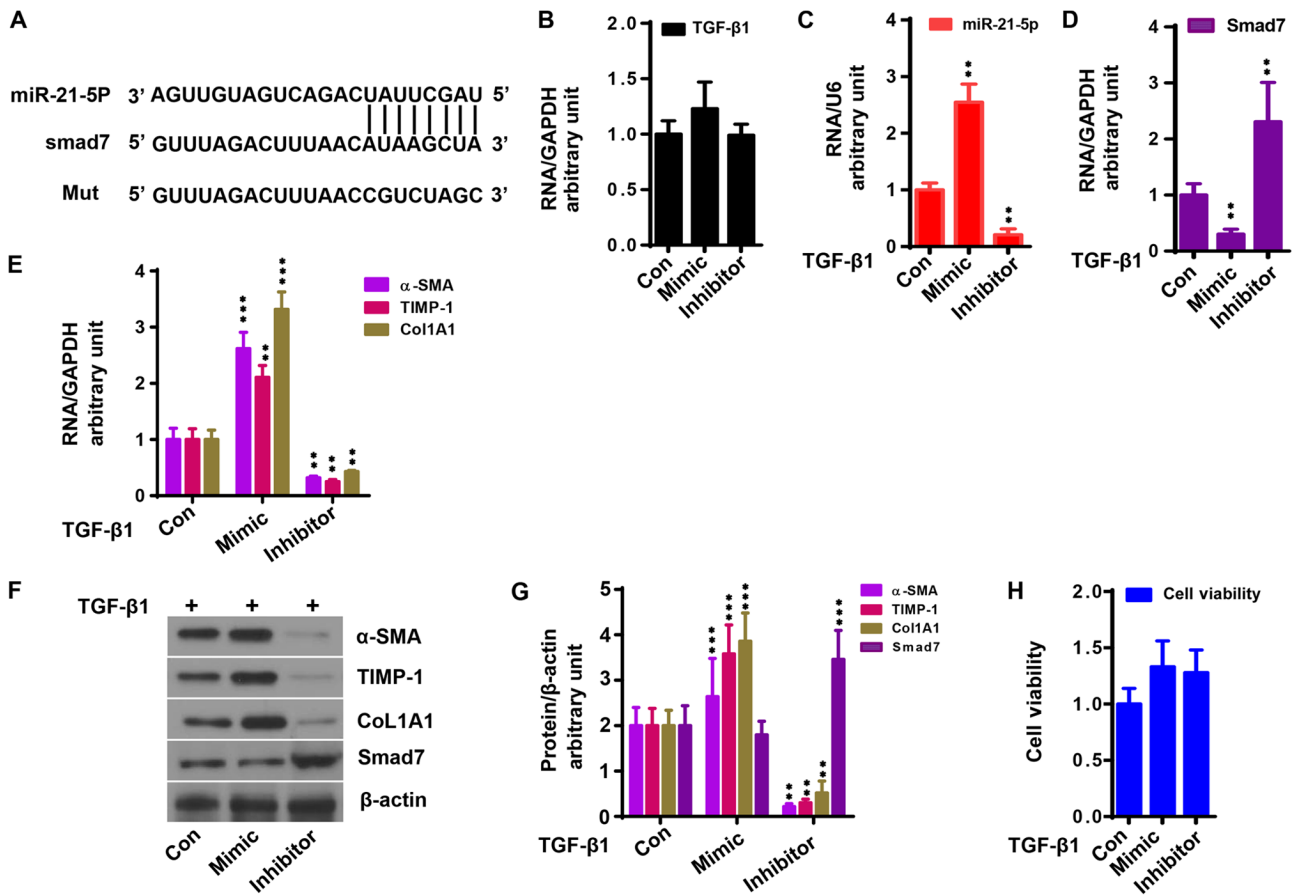 A
miR-21-5P 3’ AGUUGUAGUCAGACUAUUCGAU 5’
smad7 5’ GUUUAGACUUUAACAUAAGCUA 3’
Mut 5’ GUUUAGACUUUAACCGUCUAGC 3’
B
TGF-β1
RNA/GAPDH
arbitrary unit
2.0
1.5
1.0
0.5
0.0
Con
Mimic
Inhibitor
C
miR-21-5p
RNA/U6
arbitrary unit
4
3
2
1
0
**
**
TGF-β1
Con
Mimic
Inhibitor
D
Smad7
RNA/GAPDH
arbitrary unit
4
3
2
1
0
**
**
TGF-β1
Con
Mimic
Inhibitor
E
α-SMA
TIMP-1
Col1A1
RNA/GAPDH
arbitrary unit
4
3
2
1
0
***
**
***
**
**
**
TGF-β1
Con
Mimic
Inhibitor
F
TGF-β1 + + +
α-SMA
TIMP-1
CoL1A1
Smad7
β-actin
Con
Mimic
Inhibitor
G
α-SMA
TIMP-1
Col1A1
Smad7
Protein/β-actin
arbitrary unit
5
4
3
2
1
0
***
***
***
**
**
**
***
TGF-β1
Con
Mimic
Inhibitor
H
Cell viability
Cell viability
2.0
1.5
1.0
0.5
0.0
TGF-β1
Con
Mimic
Inhibitor